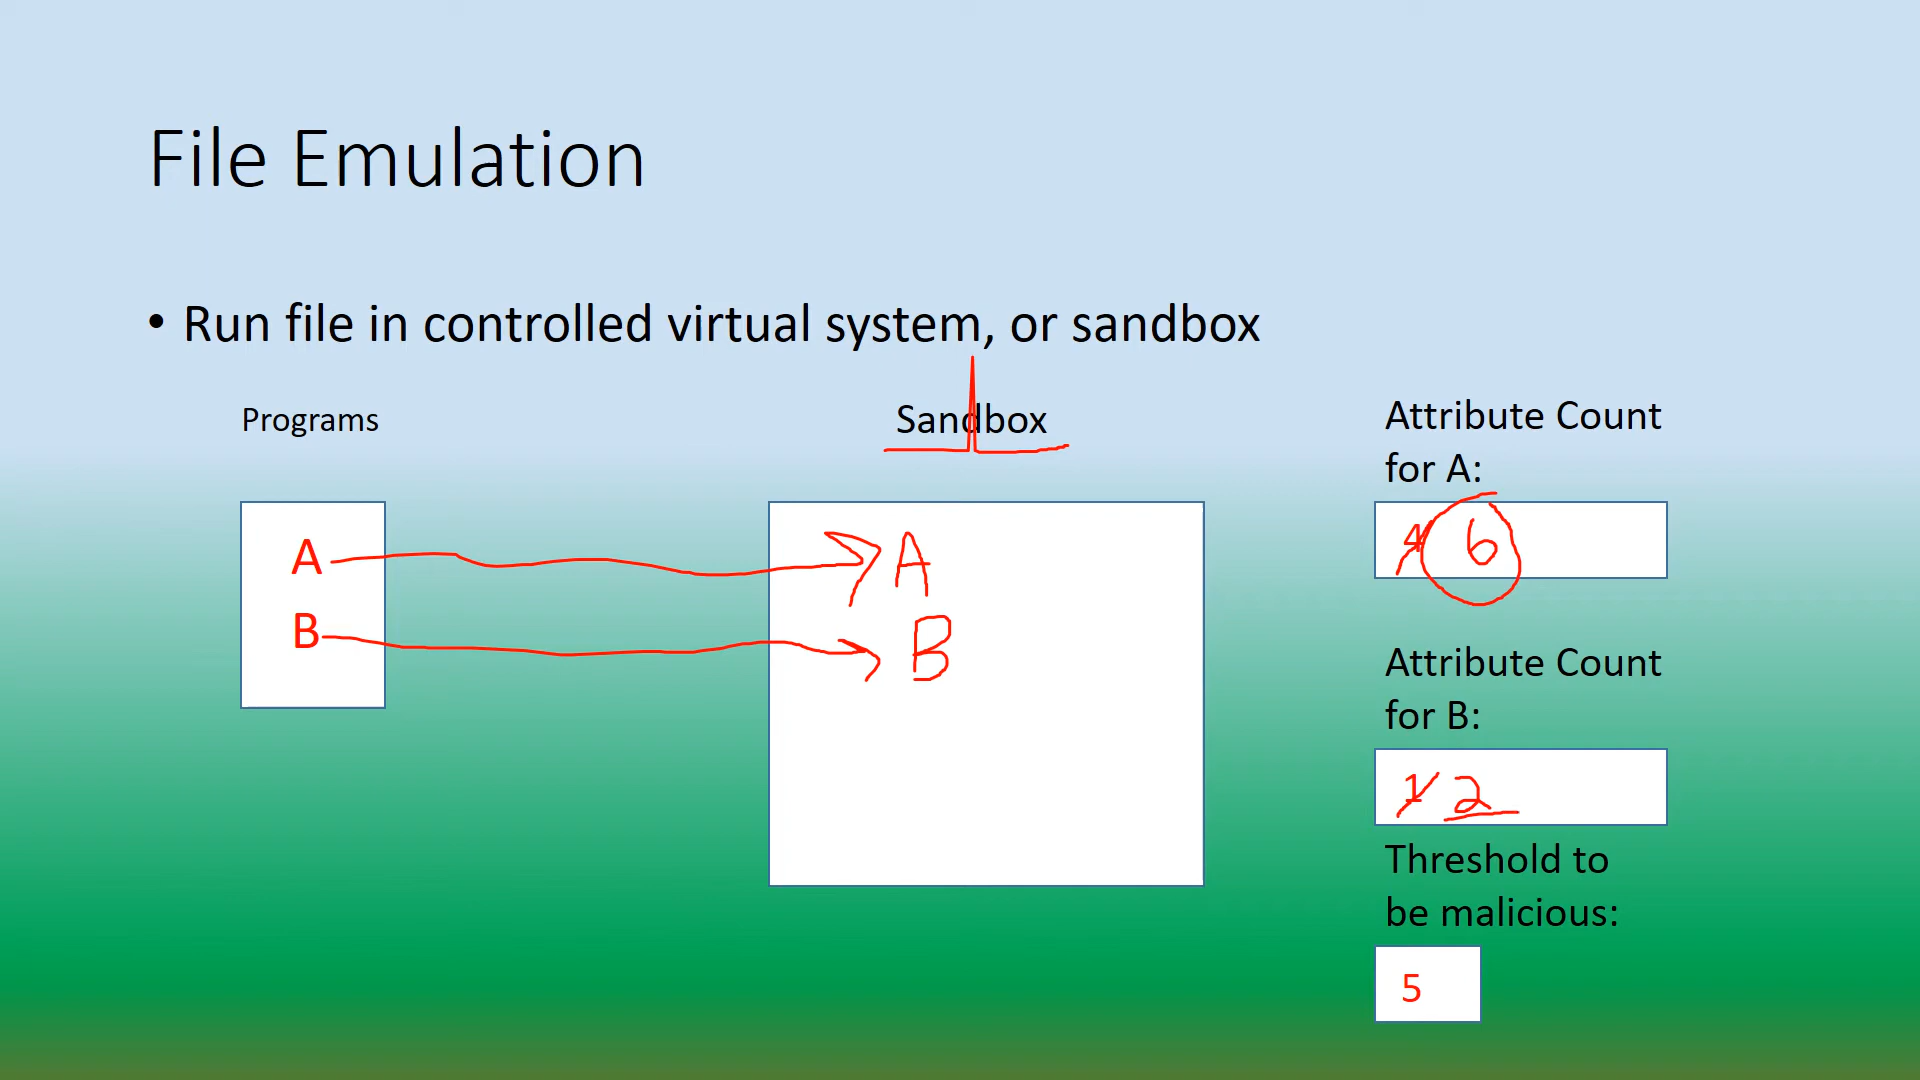 File Emulation
• Run file in controlled virtual system, or sandbox
Programs
Sandbox
A
B
A
B
Attribute Count
for A:
4 6
Attribute Count
for B:
1 2
Threshold to
be malicious:
5